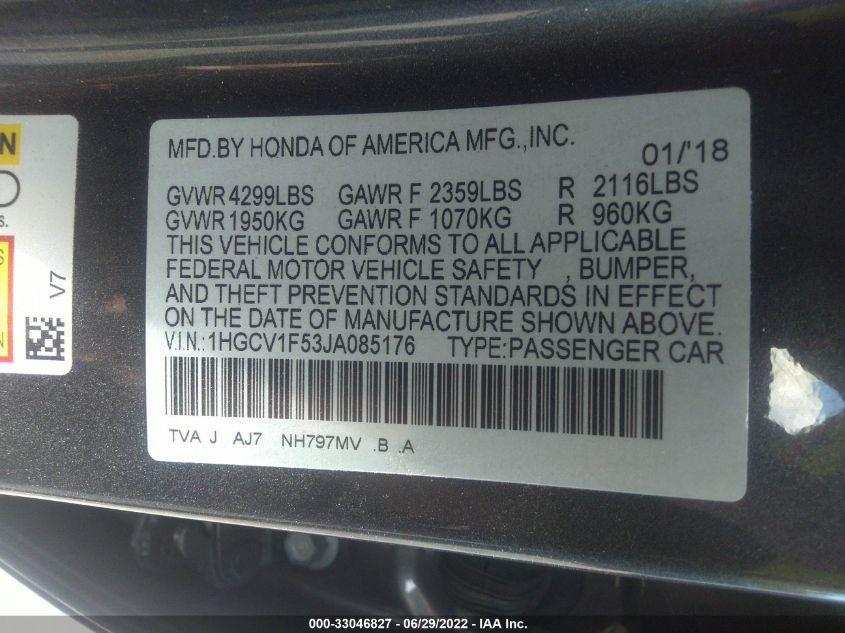 N
S.
S
N
V7
MFD.BY HONDA OF AMERICA MFG.,INC. 01/'18
GVWR 4299LBS GAWR F 2359LBS R 2116LBS
GVWR 1950KG GAWR F 1070KG R 960KG
THIS VEHICLE CONFORMS TO ALL APPLICABLE
FEDERAL MOTOR VEHICLE SAFETY , BUMPER,
AND THEFT PREVENTION STANDARDS IN EFFECT
ON THE DATE OF MANUFACTURE SHOWN ABOVE.
V.I.N.:1HGCV1F53JA085176 TYPE:PASSENGER CAR
TVA J AJ7 NH797MV .B .A
000-33046827 - 06/29/2022 - IAA Inc.